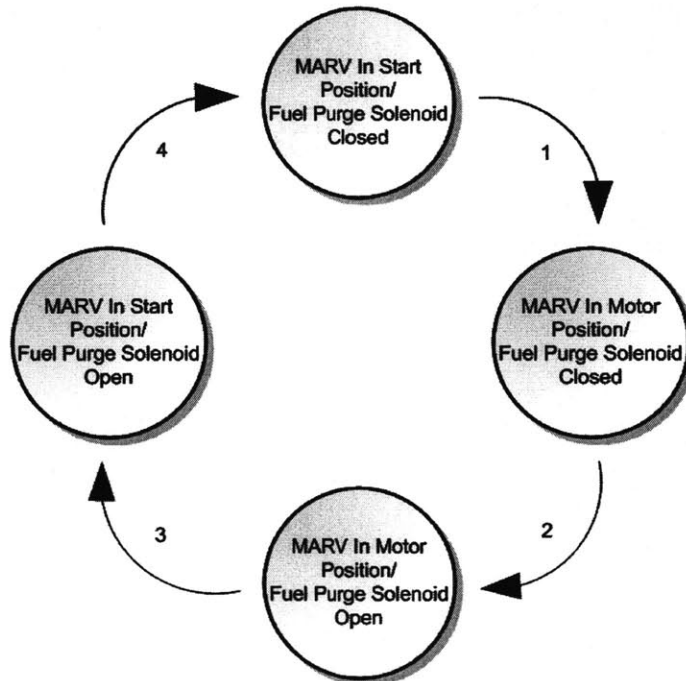 MARV In Start
Position/
Fuel Purge Solenoid
Closed
4
1
MARV In Start
Position/
Fuel Purge Solenoid
Open
MARV In Motor
Position/
Fuel Purge Solenoid
Closed
3
2
MARV In Motor
Position/
Fuel Purge Solenoid
Open